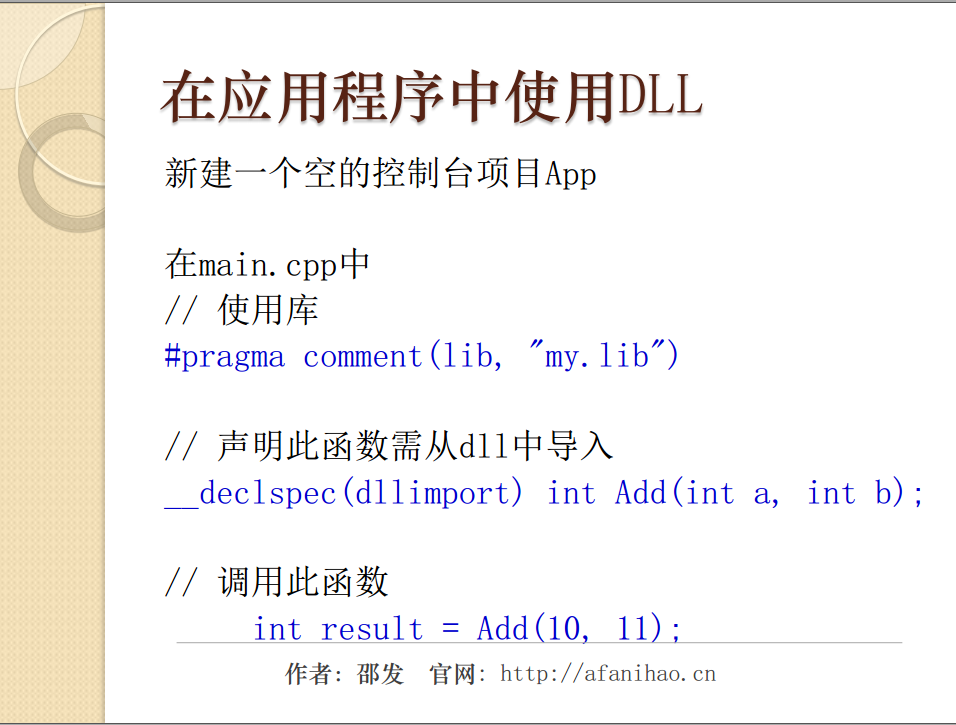 在应用程序中使用DLL
新建一个空的控制台项目App
在main.cpp中
// 使用库
#pragma comment(lib, "my.lib")
// 声明此函数需从dll中导入
__declspec(dllimport) int Add(int a, int b);
// 调用此函数
int result = Add(10, 11);
作者: 邵发 官网: http://afanihao.cn